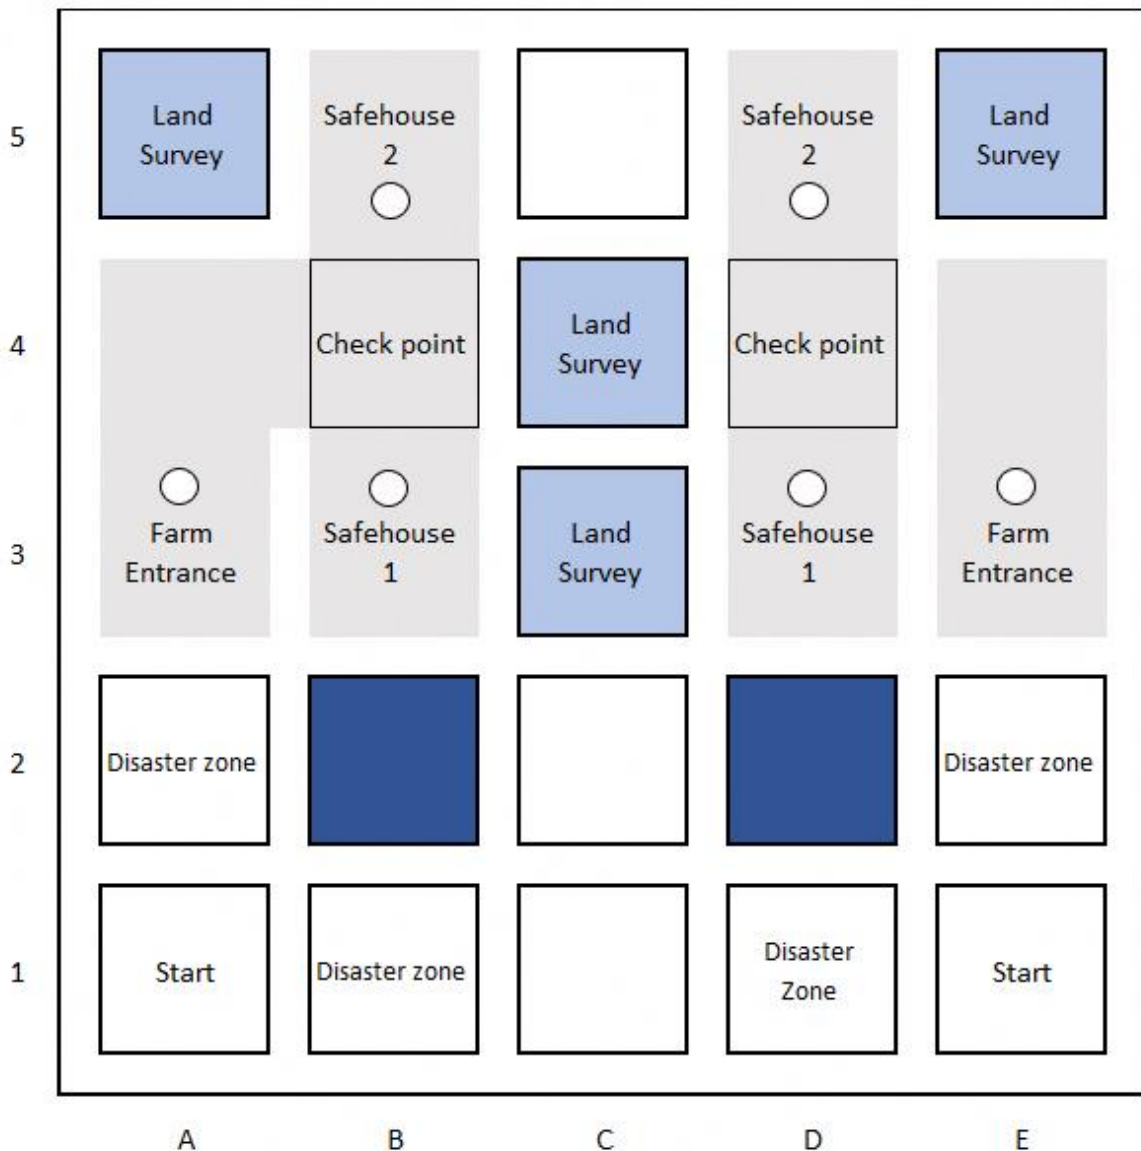 5
Land
Survey
Safehouse
2
Safehouse
2
Land
Survey
4
Check point
Land
Survey
Check point
3
Farm
Entrance
Safehouse
1
Land
Survey
Safehouse
1
Farm
Entrance
2
Disaster zone
Disaster zone
1
Start
Disaster zone
Disaster
Zone
Start
A B C D E